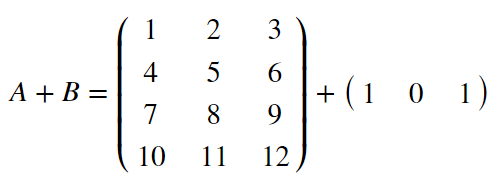 A + B = ( 1 2 3
4 5 6
7 8 9
10 11 12 ) + ( 1 0 1 )